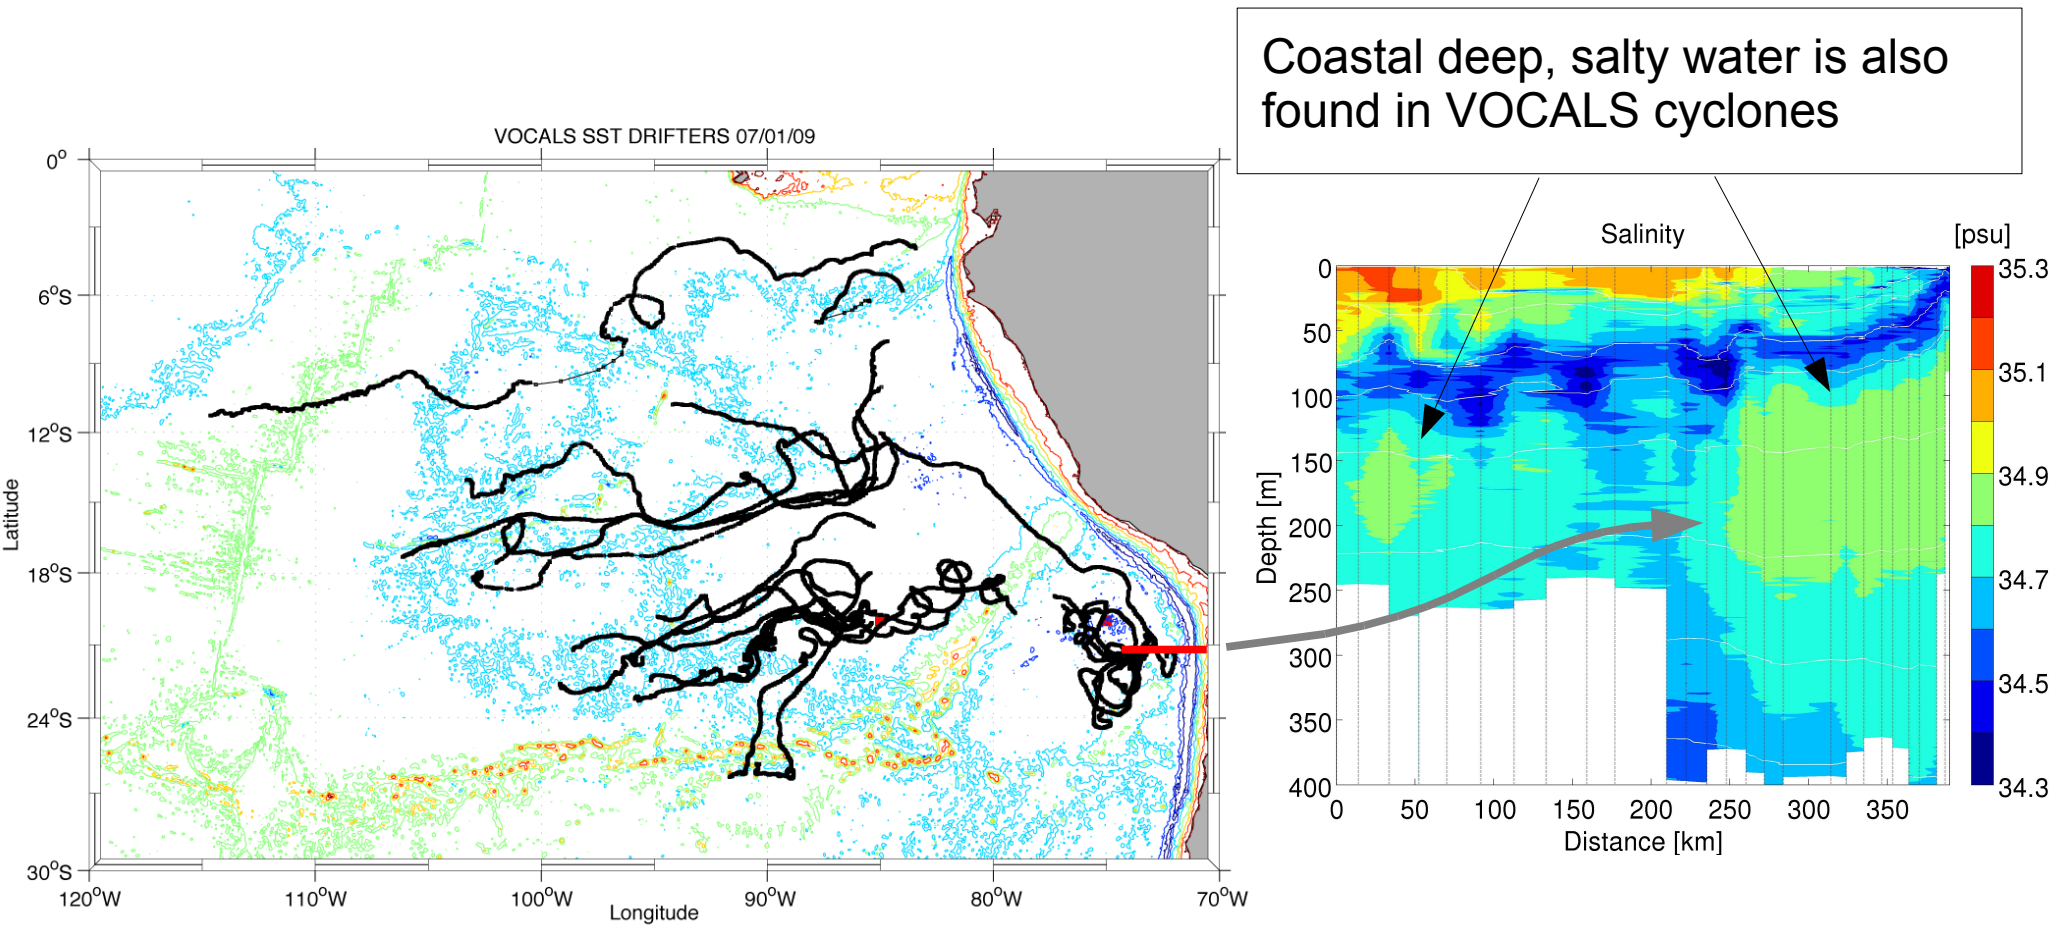 Coastal deep, salty water is also
found in VOCALS cyclones
VOCALS SST DRIFTERS 07/01/09
0°
6°S
12°S
18°S
24°S
30°S
Latitude
120°W 110°W 100°W 90°W 80°W 70°W
Longitude
Salinity [psu]
0
50
100
150
200
250
300
350
400
Depth [m]
0 50 100 150 200 250 300 350
Distance [km]
35.3
35.1
34.9
34.7
34.5
34.3